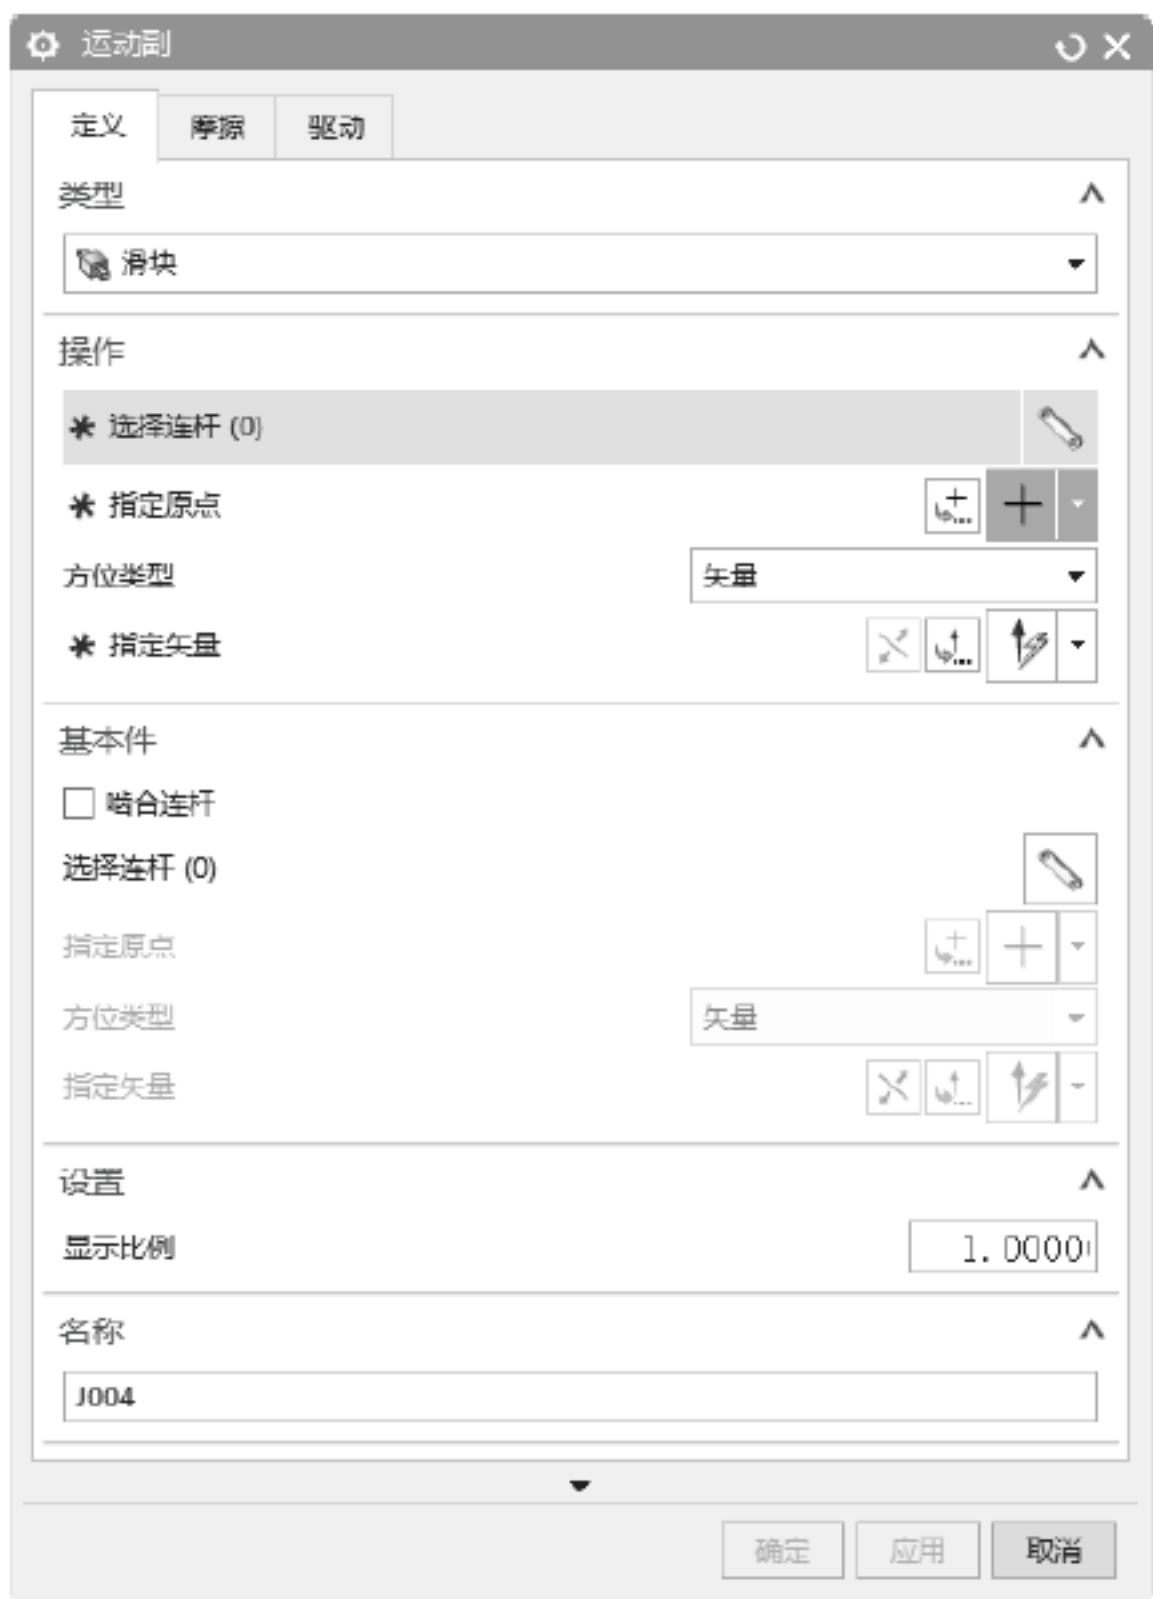 运动副
定义 摩擦 驱动
类型
滑块
操作
* 选择连杆 (0)
* 指定原点
方位类型 矢量
* 指定矢量
基本件
啮合连杆
选择连杆 (0)
指定原点
方位类型 矢量
指定矢量
设置
显示比例 1.0000
名称
J004
确定 应用 取消